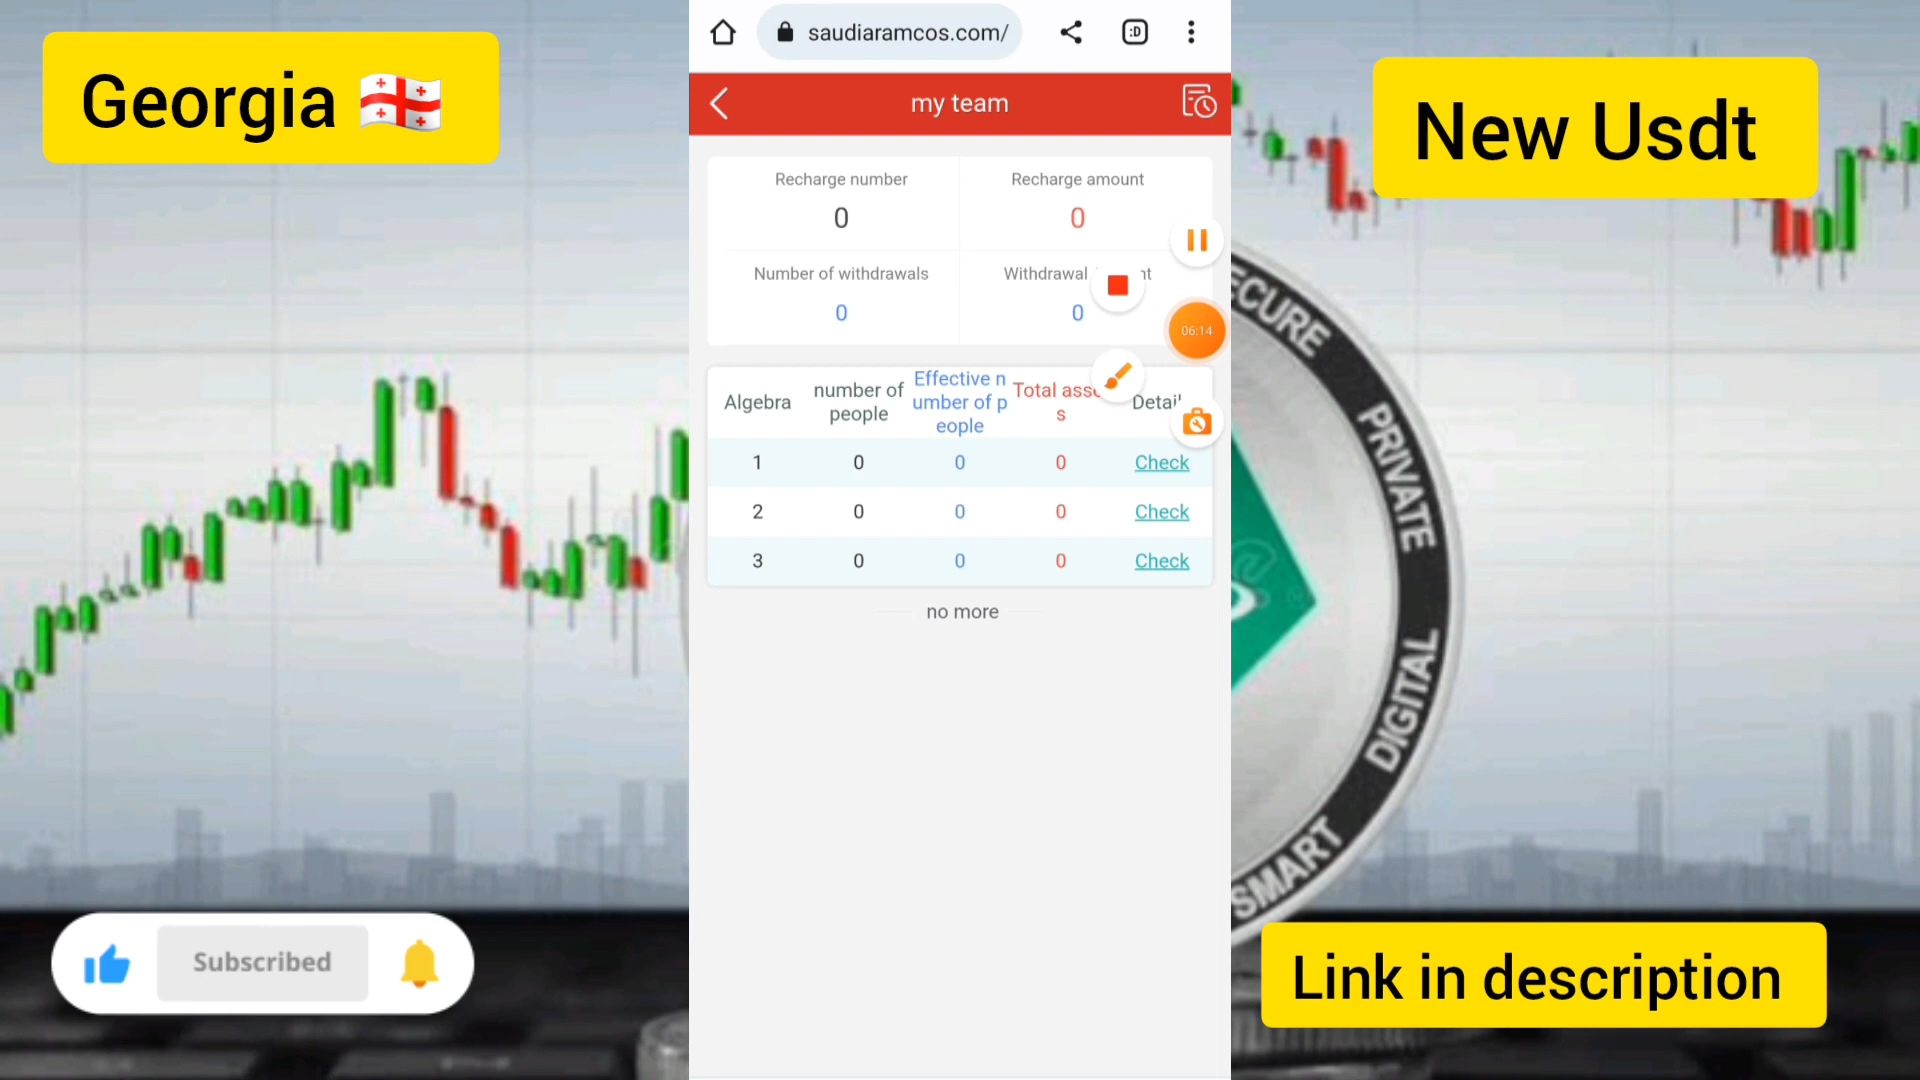 Georgia 🇬🇪
saudiaramcos.com/
:D
my team
New Usdt
Recharge number
Recharge amount
0
0
Number of withdrawals
Withdrawal
nt
0
0
06:14
Algebra
number of
people
Effective n
umber of p
eople
Total ass
s
Detail
1 0 0 0 Check
2 0 0 0 Check
3 0 0 0 Check
no more
PRIVATE
DIGITAL
SMART
Subscribed
Link in description